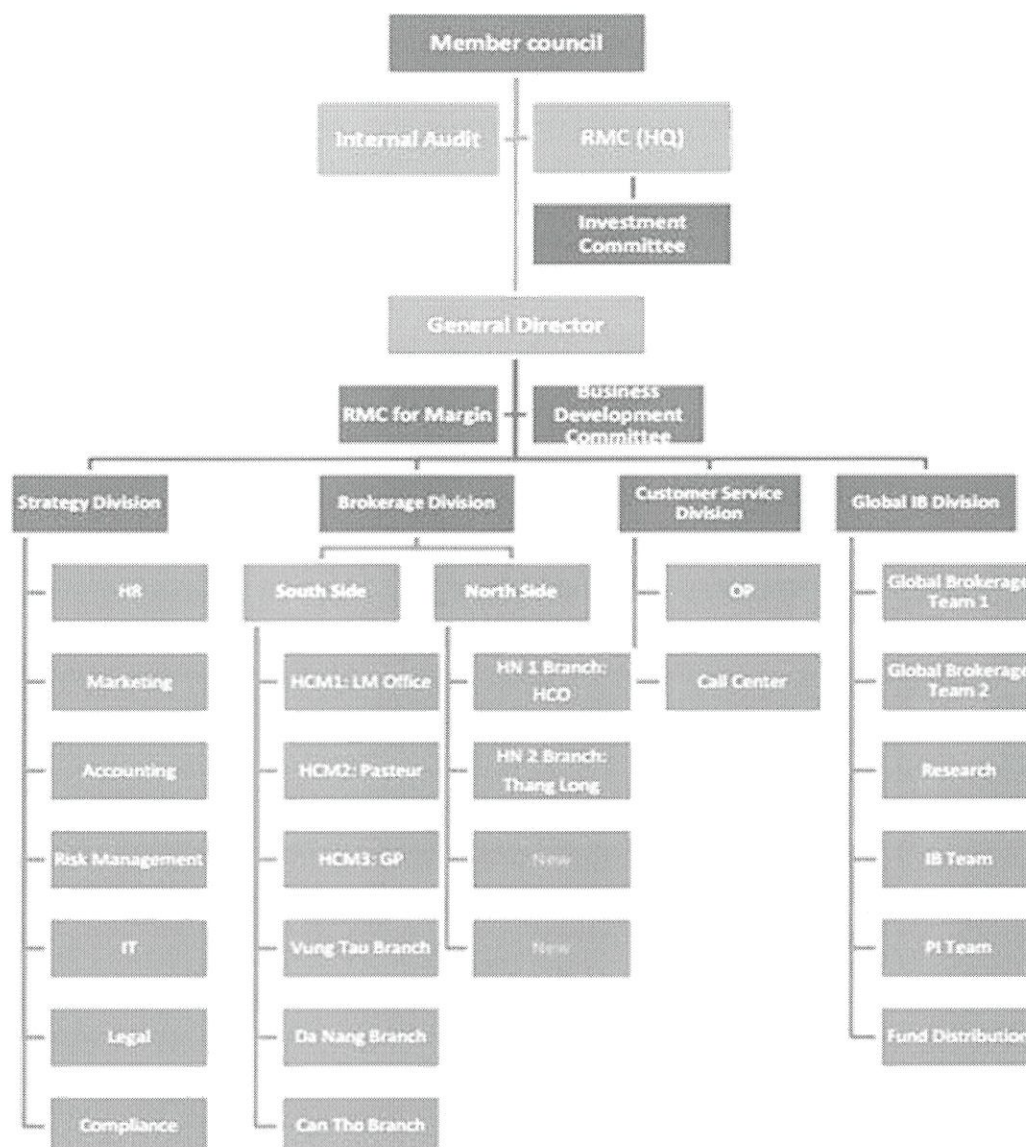 Member council
Internal Audit
RMC (HQ)
Investment
Committee
General Director
RMC for Margin
Business
Development
Committee
Strategy Division
Brokerage Division
Customer Service
Division
Global IB Division
HR
South Side
North Side
OP
Global Brokerage
Team 1
Marketing
HCM1: LM Office
HN 1 Branch:
HCO
Call Center
Global Brokerage
Team 2
Accounting
HCM2: Pasteur
HN 2 Branch:
Thang Long
Research
Risk Management
HCM3: GP
New
IB Team
IT
Vung Tau Branch
New
PI Team
Legal
Da Nang Branch
Fund Distribution
Compliance
Can Tho Branch